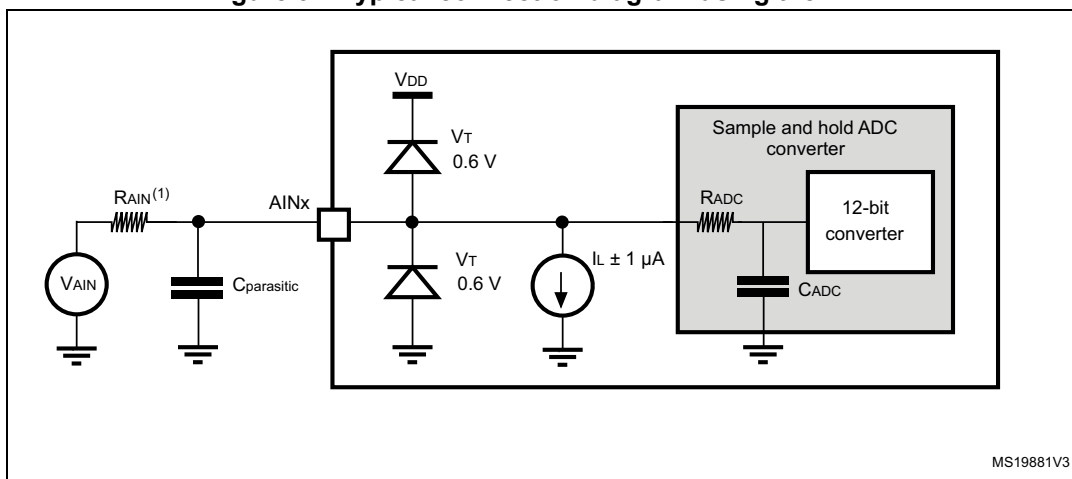 VDD
VT
0.6 V
Sample and hold ADC
converter
RAIN(1)
AINx
RADC
12-bit
converter
VAIN
Cparasitic
VT
0.6 V
IL ± 1 µA
CADC
MS19881V3